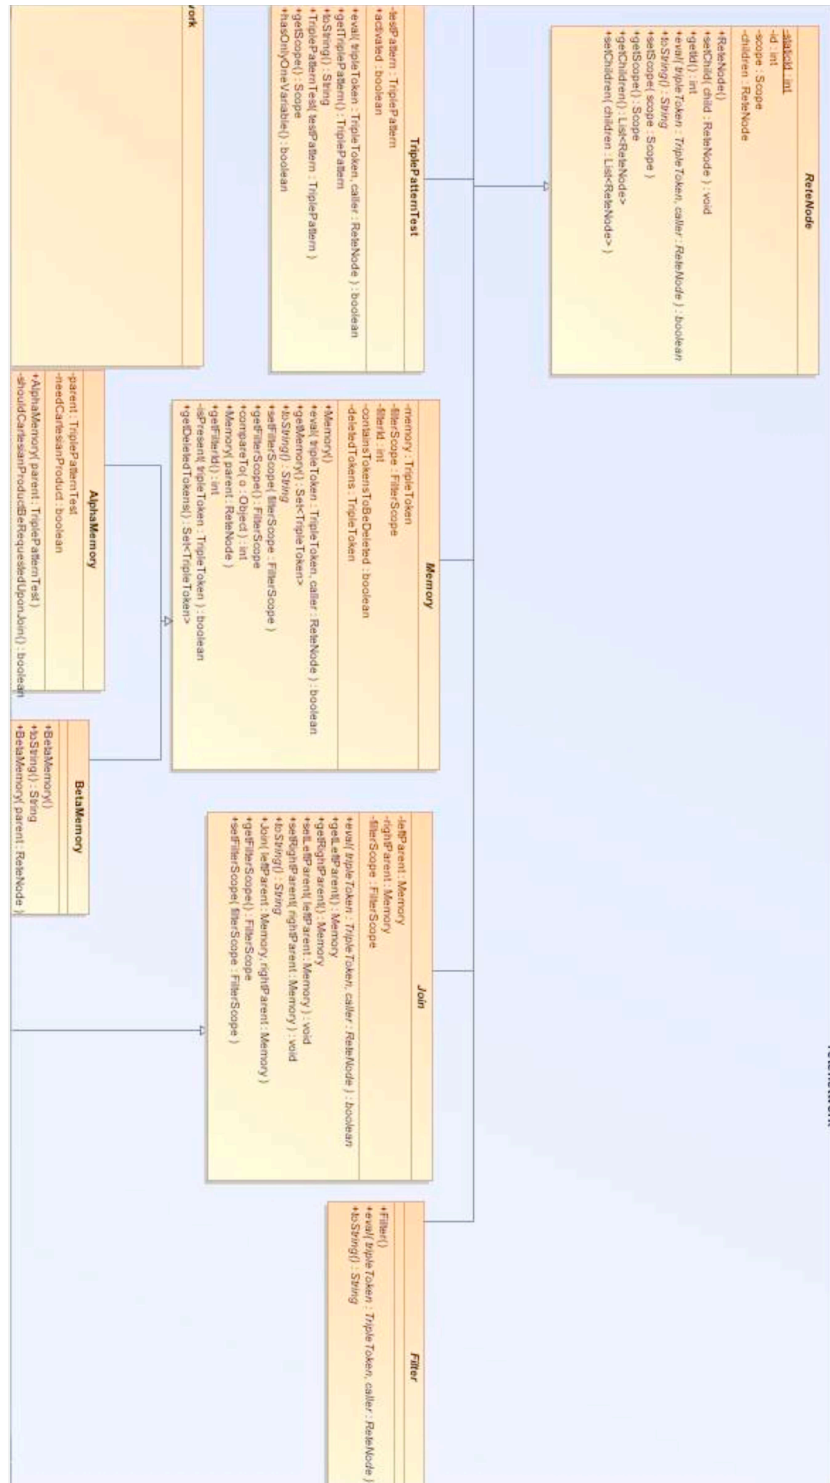 ReteNode
-staticId : int
-id : int
-scope : Scope
-children : ReteNode
+ReteNode()
+setChild( child : ReteNode ) : void
+getId() : int
+eval( tripleToken : TripleToken, caller : ReteNode ) : boolean
+toString() : String
+setScope( scope : Scope )
+getScope() : Scope
+getChildren() : List<ReteNode>
+setChildren( children : List<ReteNode> )
TriplePatternTest
-testPattern : TriplePattern
+activated : boolean
+eval( tripleToken : TripleToken, caller : ReteNode ) : boolean
+getTriplePattern() : TriplePattern
+toString() : String
+TriplePatternTest( testPattern : TriplePattern )
+getScope() : Scope
+hasOnlyOneVariable() : boolean
Memory
-memory : TripleToken
-filterScope : FilterScope
-filterId : int
-containsTokensToBeDeleted : boolean
-deletedTokens : TripleToken
+Memory()
+eval( tripleToken : TripleToken, caller : ReteNode ) : boolean
+getMemory() : Set<TripleToken>
+toString() : String
+setFilterScope( filterScope : FilterScope )
+getFilterScope() : FilterScope
+compareTo( o : Object ) : int
+Memory( parent : ReteNode )
+getFilterId() : int
-isPresent( tripleToken : TripleToken ) : boolean
+getDeletedTokens() : Set<TripleToken>
Join
-leftParent : Memory
-rightParent : Memory
-filterScope : FilterScope
+eval( tripleToken : TripleToken, caller : ReteNode ) : boolean
+getLeftParent() : Memory
+getRightParent() : Memory
+setLeftParent( leftParent : Memory ) : void
+setRightParent( rightParent : Memory ) : void
+toString() : String
+Join( leftParent : Memory, rightParent : Memory )
+getFilterScope() : FilterScope
+setFilterScope( filterScope : FilterScope )
Filter
+Filter()
+eval( tripleToken : TripleToken, caller : ReteNode )
+toString() : String
work
AlphaMemory
-parent : TriplePatternTest
-needCartesianProduct : boolean
+AlphaMemory( parent : TriplePatternTest )
-shouldCartesianProductBeRequestedUponJoin() : boolean
BetaMemory
+BetaMemory()
+toString() : String
+BetaMemory( parent : ReteNode )